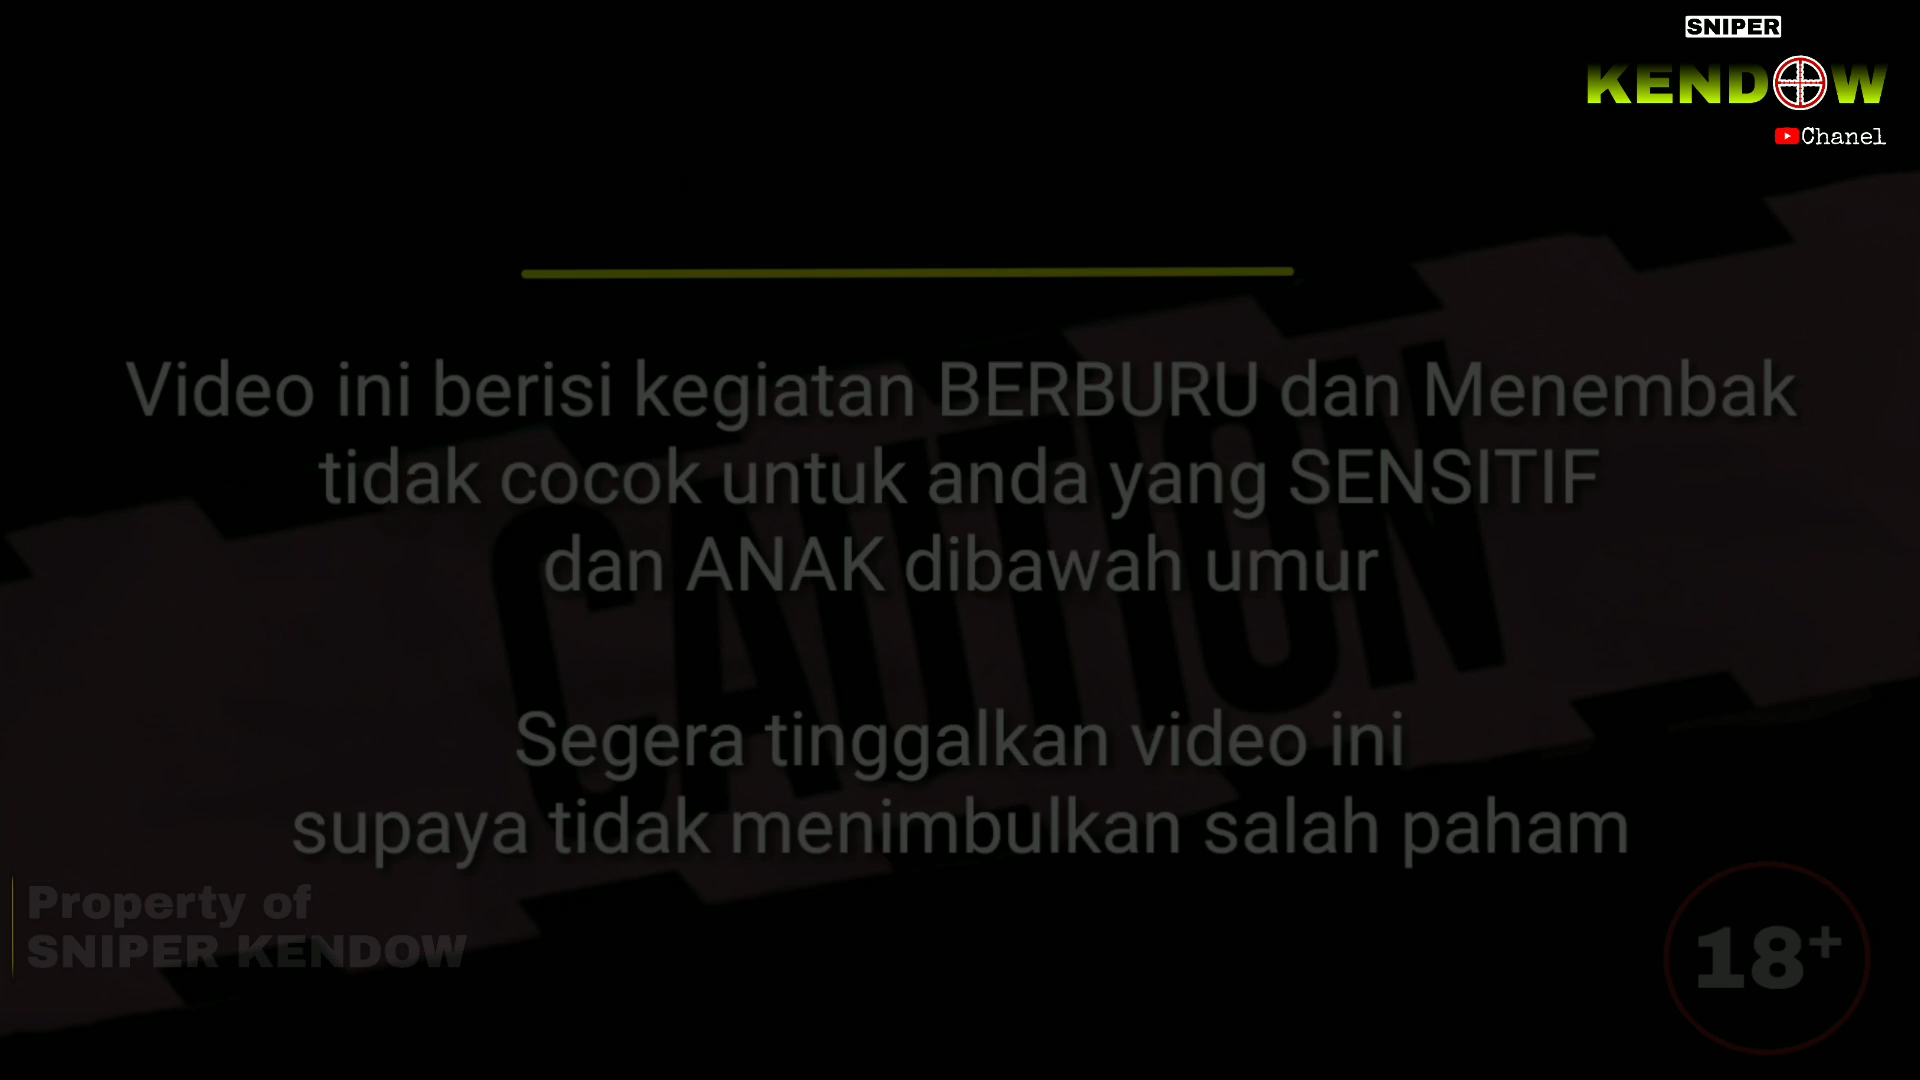 SNIPER
KENDOW
Chanel
CAUTION
Video ini berisi kegiatan BERBURU dan Menembak
tidak cocok untuk anda yang SENSITIF
dan ANAK dibawah umur
Segera tinggalkan video ini
supaya tidak menimbulkan salah paham
Property of
SNIPER KENDOW
18+